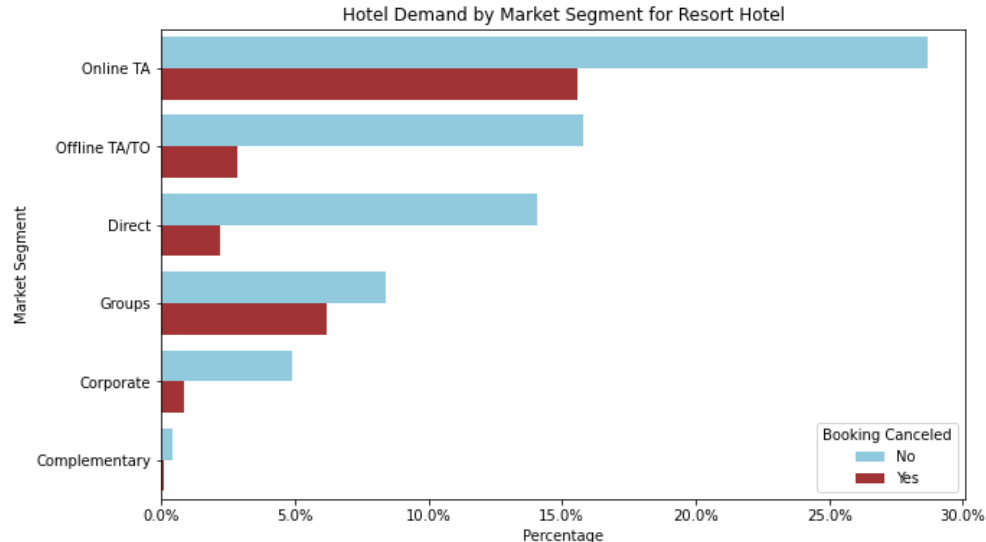 Hotel Demand by Market Segment for Resort Hotel
Market Segment
Online TA
Offline TA/TO
Direct
Groups
Corporate
Complementary
Booking Canceled
No
Yes
0.0% 5.0% 10.0% 15.0% 20.0% 25.0% 30.0%
Percentage